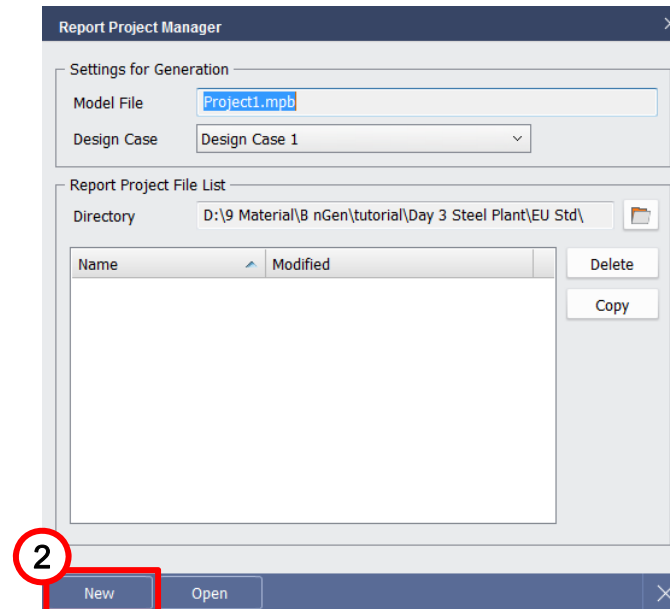 Report Project Manager
Settings for Generation
Model File Project1.mpb
Design Case Design Case 1
Report Project File List
Directory D:\9 Material\B nGen\tutorial\Day 3 Steel Plant\EU Std\
Name Modified
Delete
Copy
2
New Open